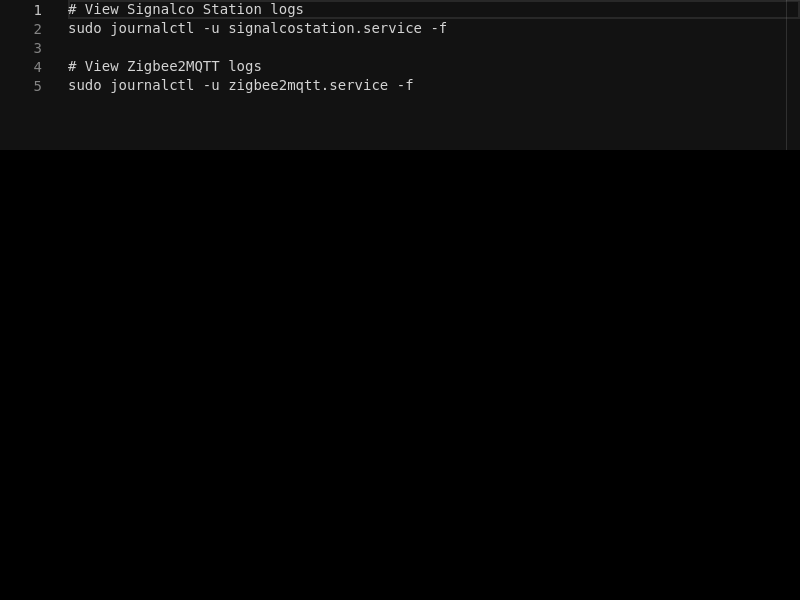 1 # View Signalco Station logs
2 sudo journalctl -u signalcostation.service -f
3
4 # View Zigbee2MQTT logs
5 sudo journalctl -u zigbee2mqtt.service -f